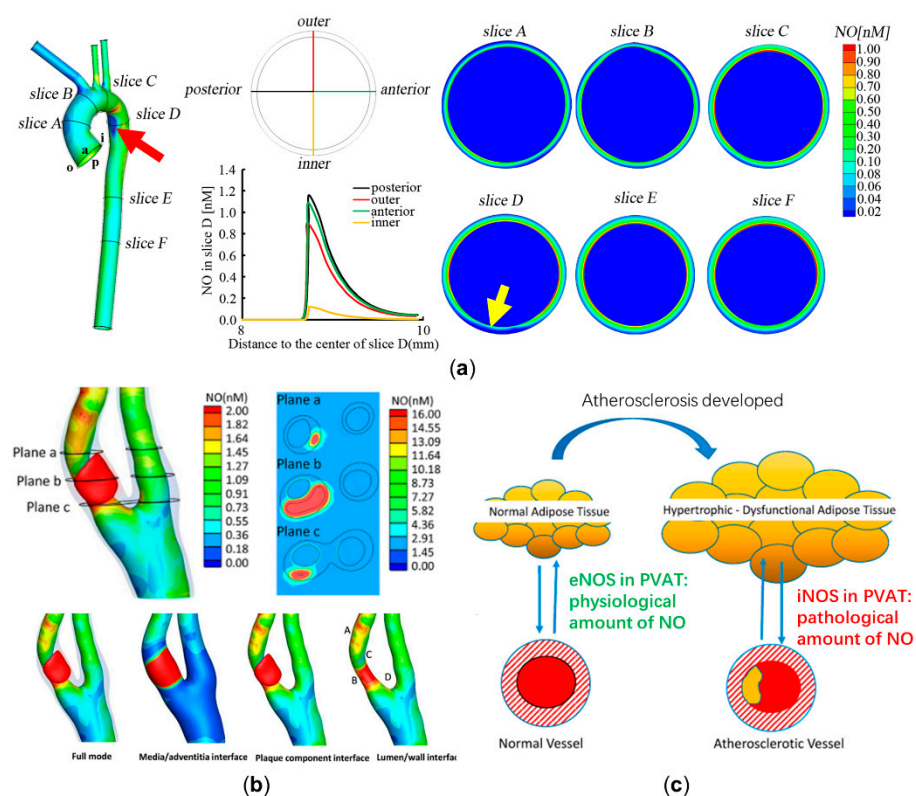 outer
posterior
anterior
inner
slice C
slice B
slice D
slice A
i
a
o
p
slice E
slice F
NO in slice D [nM]
1.4
1.2
1.0
0.8
0.6
0.4
0.2
0.0
posterior
outer
anterior
inner
8
9
10
Distance to the center of slice D(mm)
slice A
slice B
slice C
slice D
slice E
slice F
NO[nM]
1.00
0.90
0.80
0.70
0.60
0.50
0.40
0.30
0.20
0.10
0.08
0.06
0.04
0.02
(a)
Plane a
Plane b
Plane c
NO(nM)
2.00
1.82
1.64
1.45
1.27
1.09
0.91
0.73
0.55
0.36
0.18
0.00
Plane a
Plane b
Plane c
NO(nM)
16.00
14.55
13.09
11.64
10.18
8.73
7.27
5.82
4.36
2.91
1.45
0.00
A
C
B
D
Full mode
Media/adventitia interface
Plaque component interface
Lumen/wall interfac
(b)
Atherosclerosis developed
Normal Adipose Tissue
Hypertrophic - Dysfunctional Adipose Tissue
eNOS in PVAT:
physiological
amount of NO
iNOS in PVAT:
pathological
amount of NO
Normal Vessel
Atherosclerotic Vessel
(c)